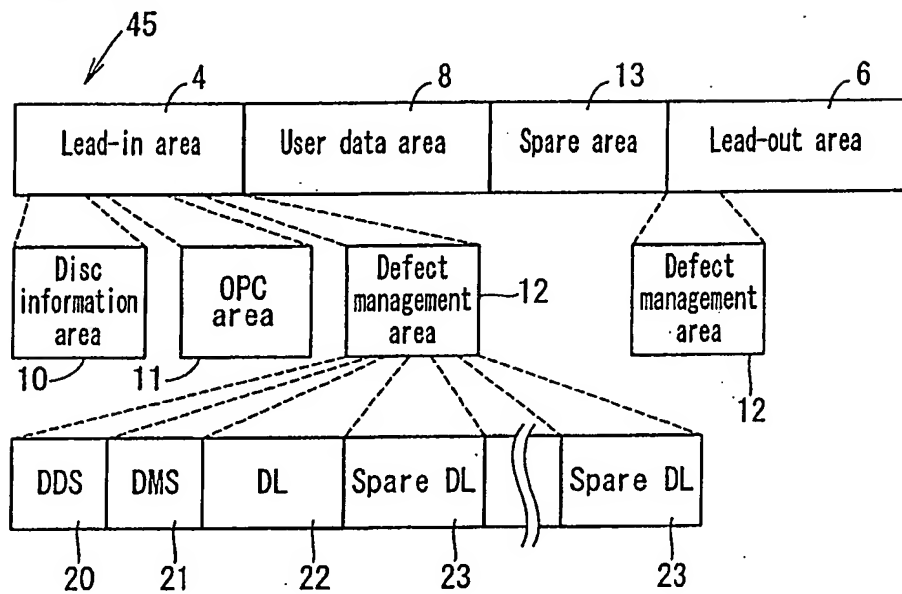 45
4
8
13
6
Lead-in area
User data area
Spare area
Lead-out area
Disc
information
area
OPC
area
Defect
management
area
12
Defect
management
area
10
11
12
DDS
DMS
DL
Spare DL
Spare DL
20
21
22
23
23